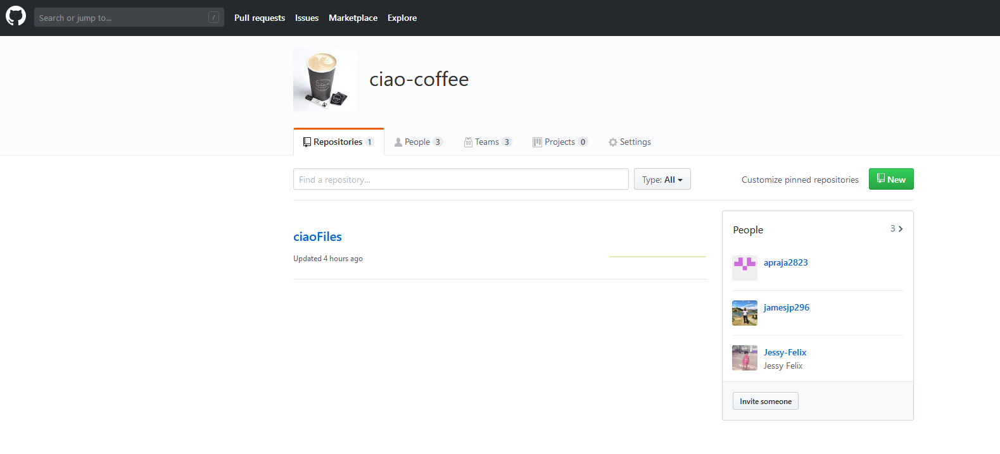 Search or jump to... /
Pull requests Issues Marketplace Explore
ciao-coffee
Repositories 1 People 3 Teams 3 Projects 0 Settings
Find a repository... Type: All Customize pinned repositories New
People 3
ciaoFiles
Updated 4 hours ago
apraja2823
jamesjp296
Jessy-Felix
Jessy Felix
Invite someone